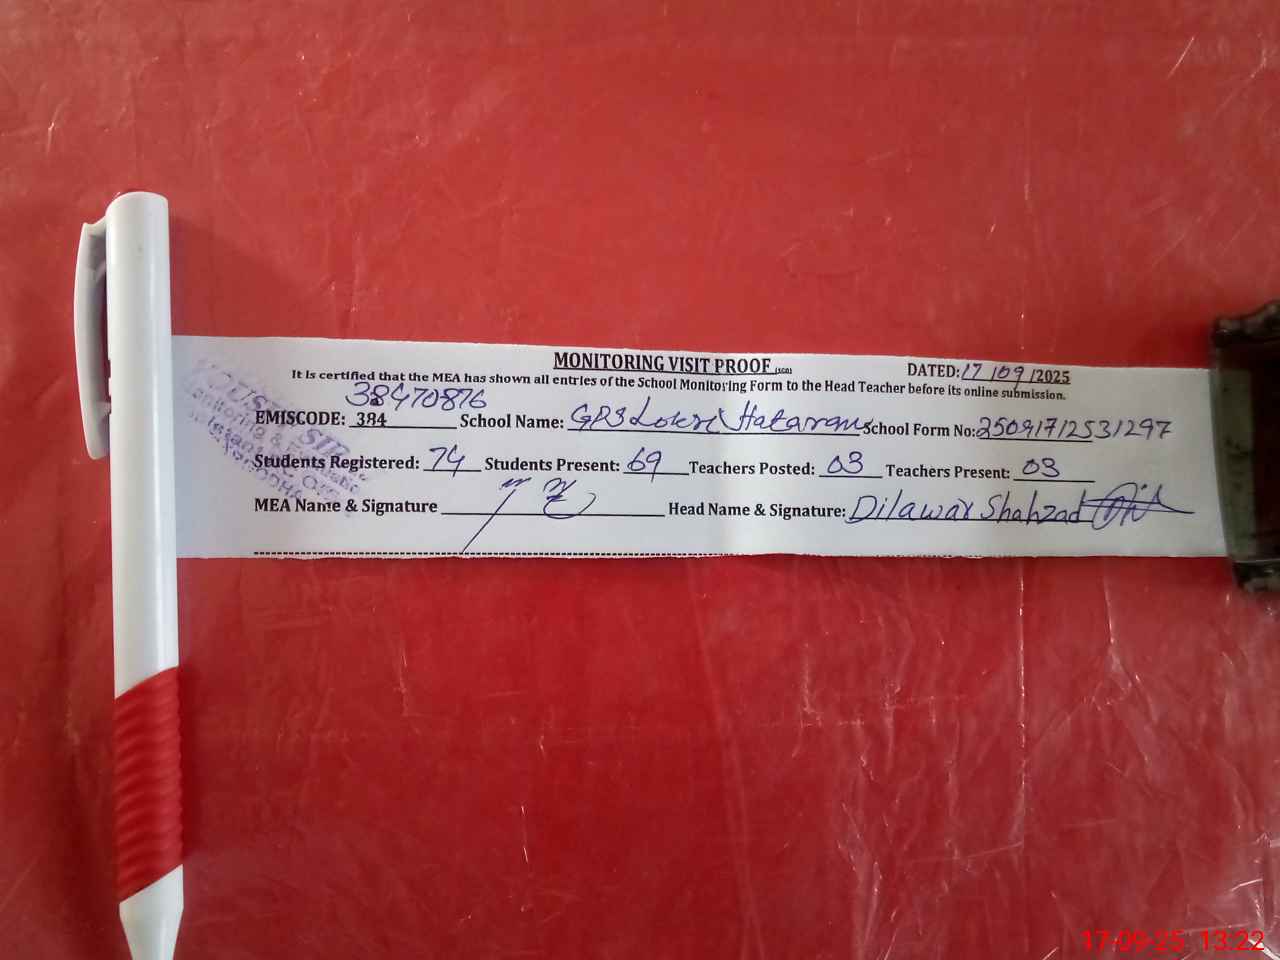 MONITORING VISIT PROOF
DATED: 17/09/2025
It is certified that the MEA has shown all entries of the School Monitoring Form to the Head Teacher before its online submission.
38470876
EMISCODE: 384 School Name: GPS Lokri School Form No: 25091712531297
Students Registered: 74 Students Present: 69 Teachers Posted: 03 Teachers Present: 03
MEA Name & Signature Head Name & Signature: Dilawar Shahzad
17-09-25 13:22